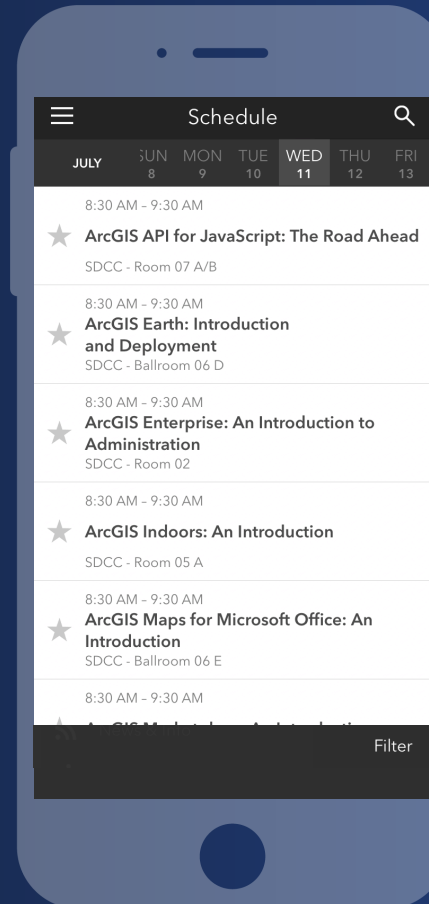 Schedule
JULY SUN MON TUE WED THU FRI
8 9 10 11 12 13
8:30 AM – 9:30 AM
ArcGIS API for JavaScript: The Road Ahead
SDCC - Room 07 A/B
8:30 AM – 9:30 AM
ArcGIS Earth: Introduction
and Deployment
SDCC - Ballroom 06 D
8:30 AM – 9:30 AM
ArcGIS Enterprise: An Introduction to
Administration
SDCC - Room 02
8:30 AM – 9:30 AM
ArcGIS Indoors: An Introduction
SDCC - Room 05 A
8:30 AM – 9:30 AM
ArcGIS Maps for Microsoft Office: An
Introduction
SDCC - Ballroom 06 E
8:30 AM – 9:30 AM
Filter